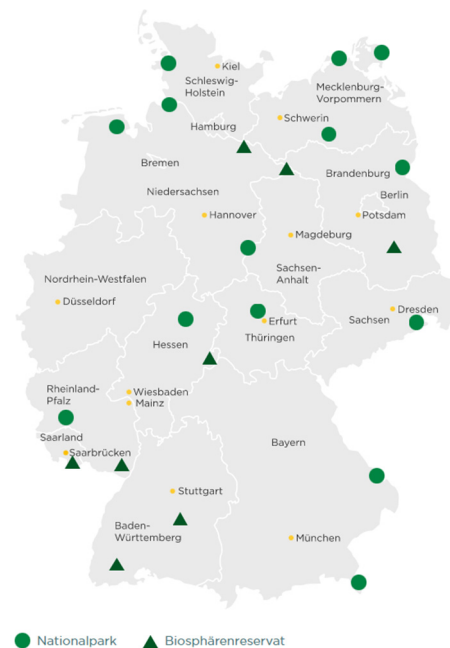 Kiel
Schleswig-
Holstein
Mecklenburg-
Vorpommern
Schwerin
Hamburg
Bremen
Brandenburg
Niedersachsen
Berlin
Hannover
Potsdam
Magdeburg
Sachsen-
Anhalt
Nordrhein-Westfalen
Düsseldorf
Dresden
Sachsen
Erfurt
Thüringen
Hessen
Rheinland-
Pfalz
Wiesbaden
Mainz
Saarland
Saarbrücken
Bayern
Stuttgart
Baden-
Württemberg
München
Nationalpark
Biosphärenreservat